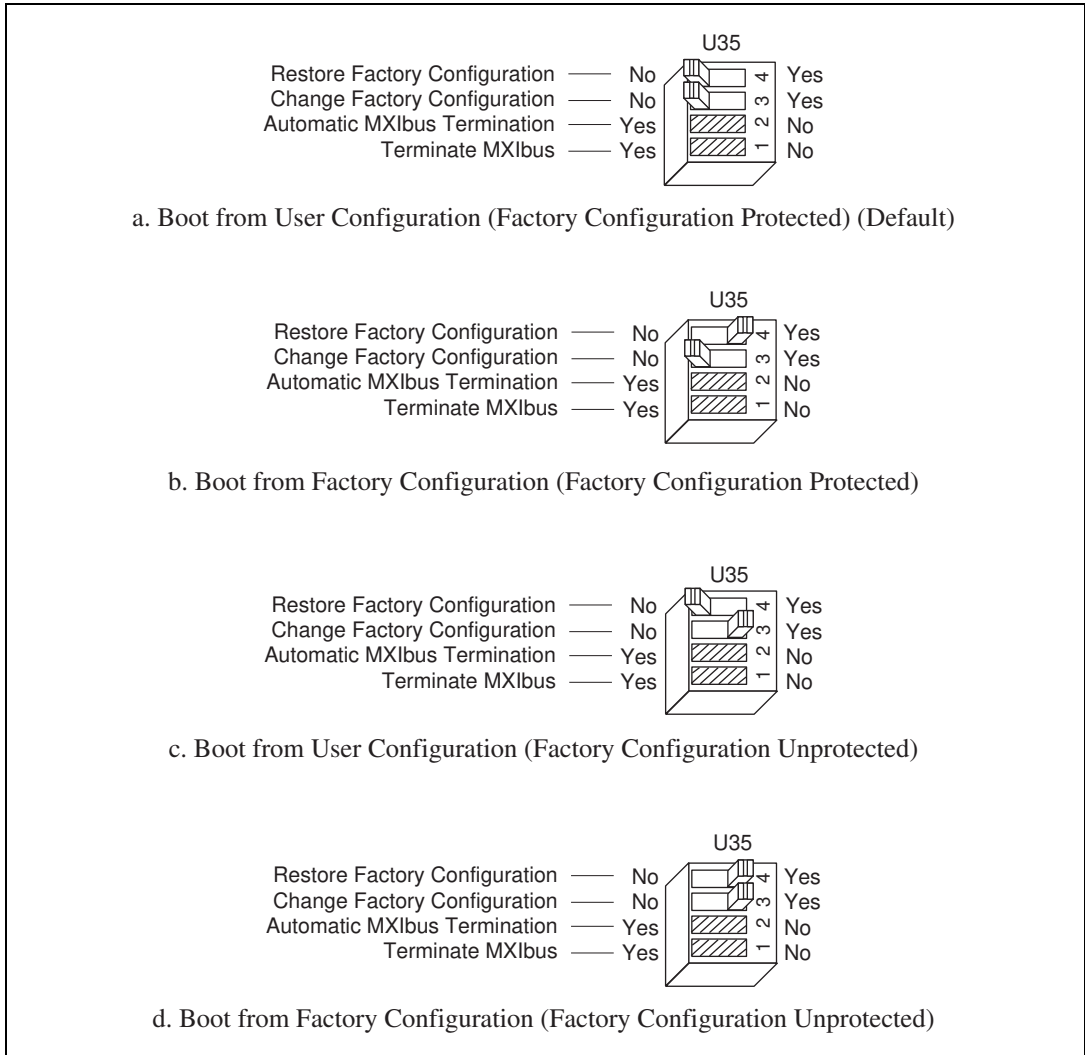 U35
Restore Factory Configuration No 4 Yes
Change Factory Configuration No 3 Yes
Automatic MXIbus Termination Yes 2 No
Terminate MXIbus Yes 1 No
a. Boot from User Configuration (Factory Configuration Protected) (Default)
U35
Restore Factory Configuration No 4 Yes
Change Factory Configuration No 3 Yes
Automatic MXIbus Termination Yes 2 No
Terminate MXIbus Yes 1 No
b. Boot from Factory Configuration (Factory Configuration Protected)
U35
Restore Factory Configuration No 4 Yes
Change Factory Configuration No 3 Yes
Automatic MXIbus Termination Yes 2 No
Terminate MXIbus Yes 1 No
c. Boot from User Configuration (Factory Configuration Unprotected)
U35
Restore Factory Configuration No 4 Yes
Change Factory Configuration No 3 Yes
Automatic MXIbus Termination Yes 2 No
Terminate MXIbus Yes 1 No
d. Boot from Factory Configuration (Factory Configuration Unprotected)